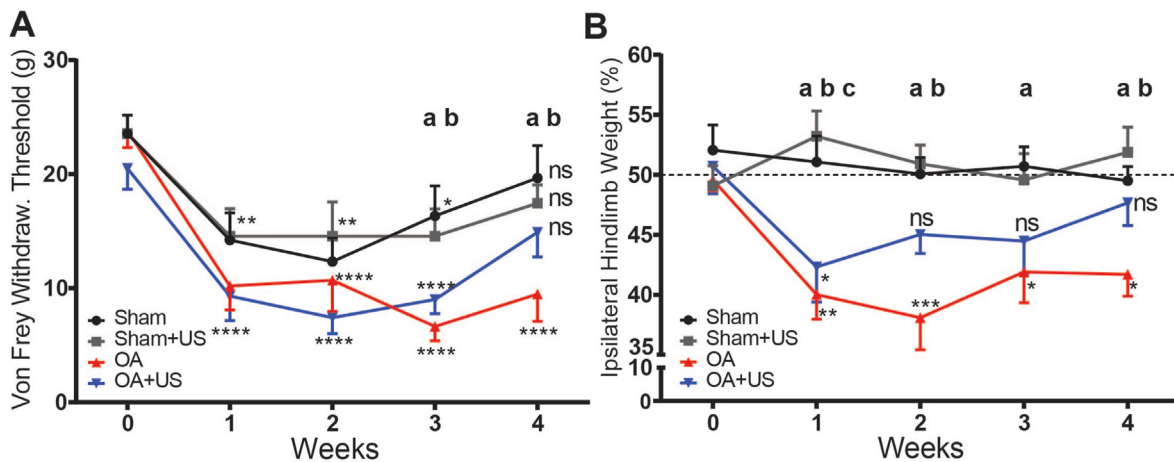 A
Von Frey Withdraw. Threshold (g)
30
20
10
0
a b
a b
**
**
*
ns
ns
ns
****
****
****
****
****
****
Sham
Sham+US
OA
OA+US
0 1 2 3 4
Weeks
B
Ipsilateral Hindlimb Weight (%)
60
55
50
45
40
35
10
0
a b c
a b
a
a b
ns
ns
ns
*
**
***
*
*
Sham
Sham+US
OA
OA+US
0 1 2 3 4
Weeks